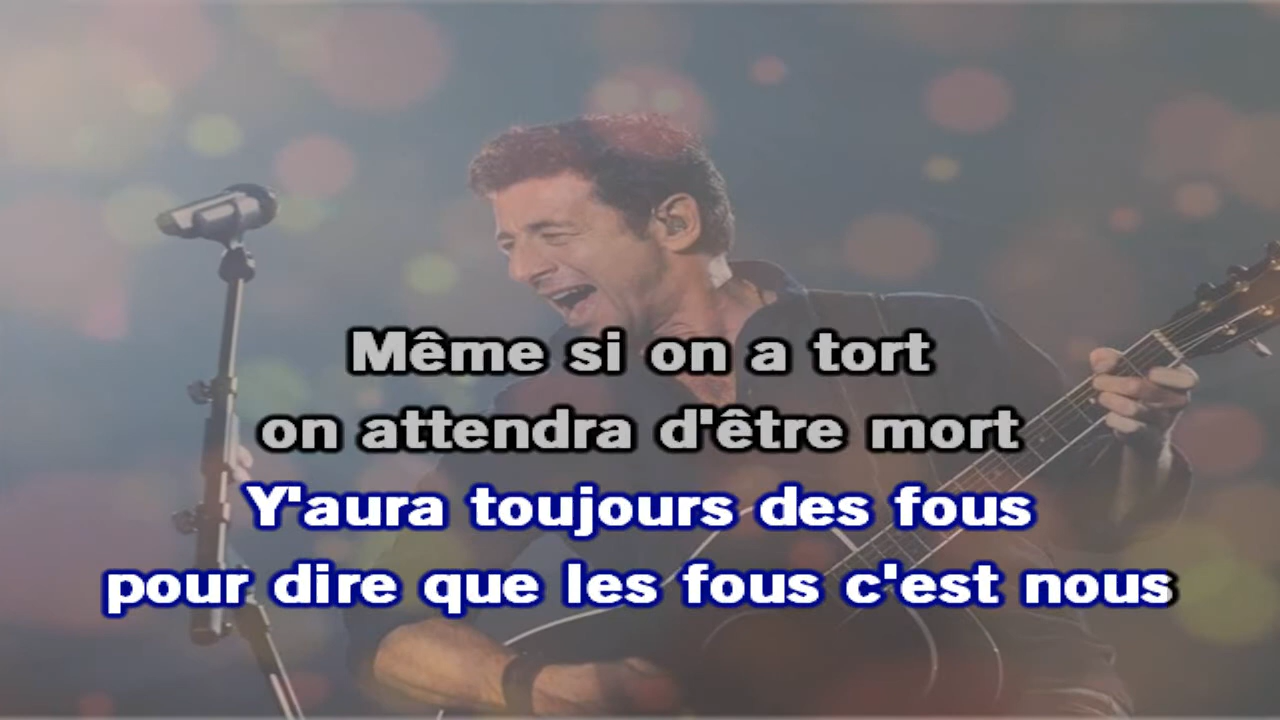 Même si on a tort
on attendra d'être mort
Y'aura toujours des fous
pour dire que les fous c'est nous